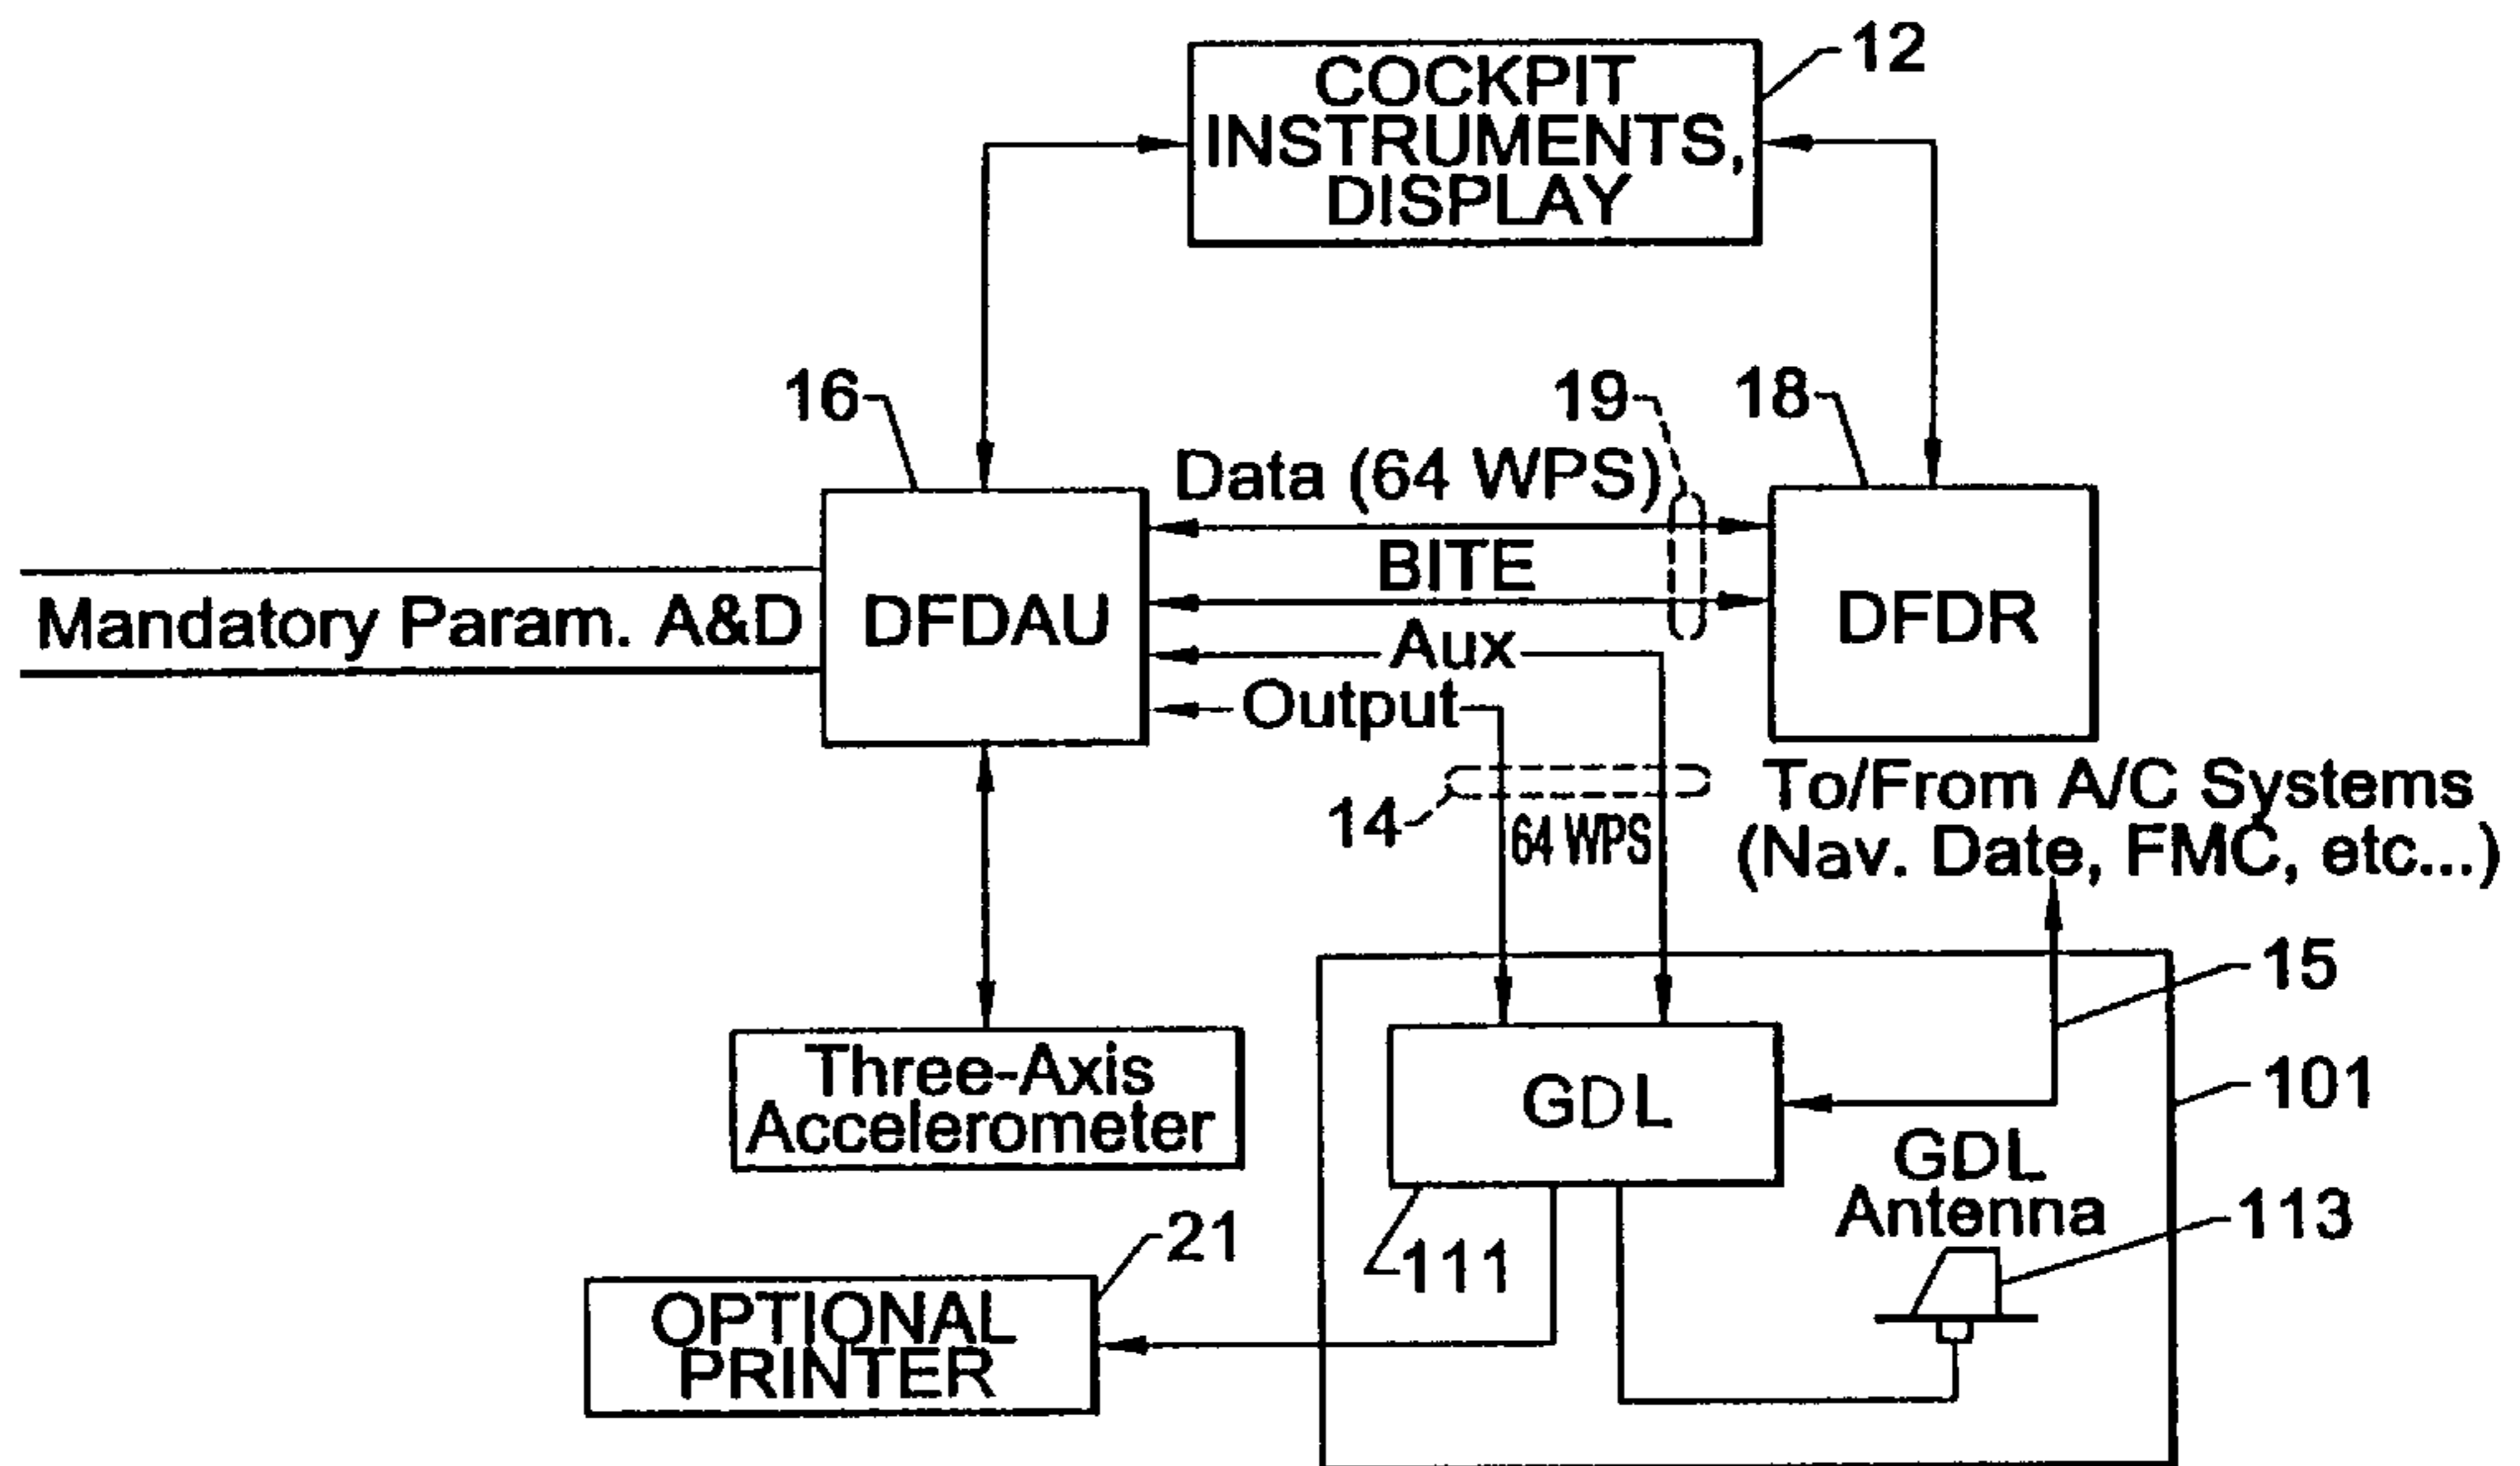 12
COCKPIT
INSTRUMENTS,
DISPLAY
16
19
18
Data (64 WPS)
BITE
Mandatory Param. A&D
DFDAU
DFDR
Aux
Output
14
64 WPS
To/From A/C Systems
(Nav. Date, FMC, etc...)
15
Three-Axis
Accelerometer
GDL
101
GDL
Antenna
113
21
111
OPTIONAL
PRINTER